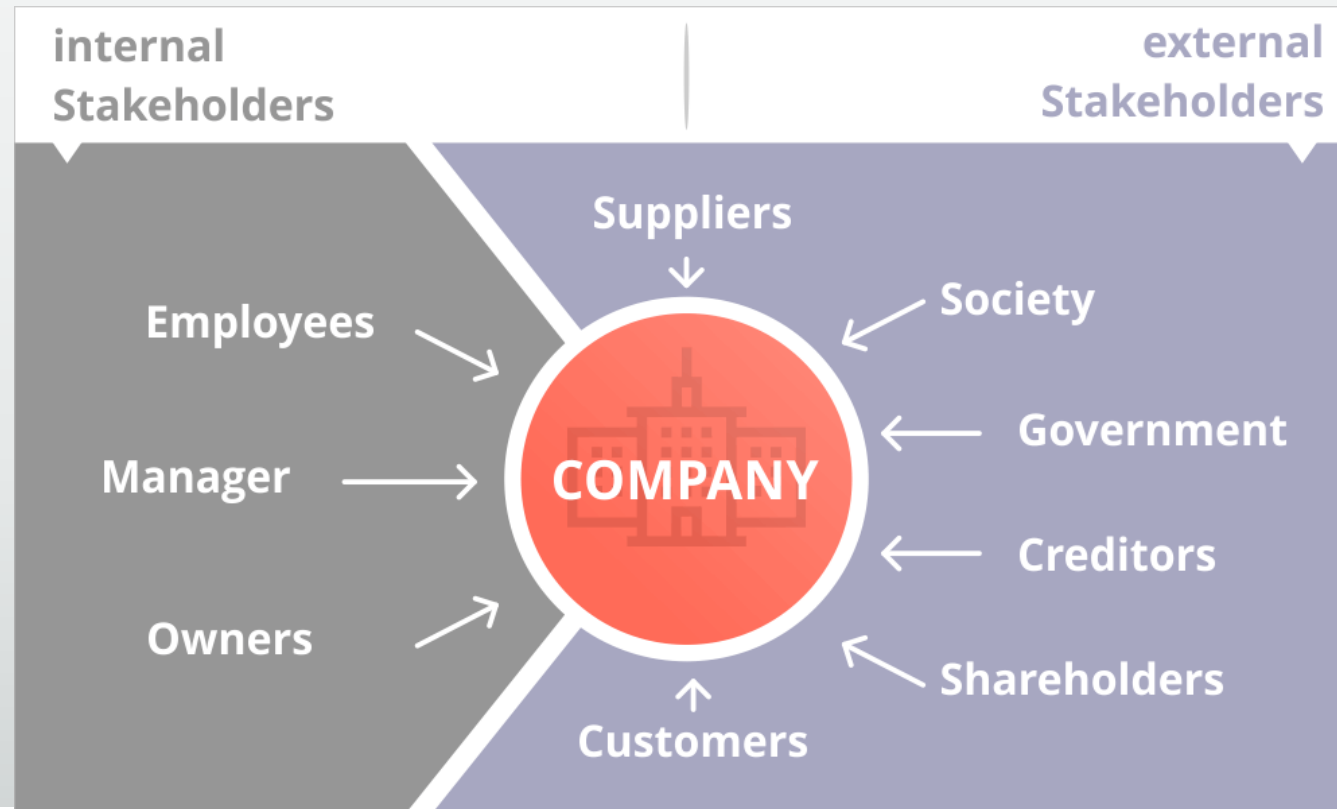 internal
Stakeholders
external
Stakeholders
Suppliers
Employees
Society
Manager
COMPANY
Government
Creditors
Owners
Shareholders
Customers